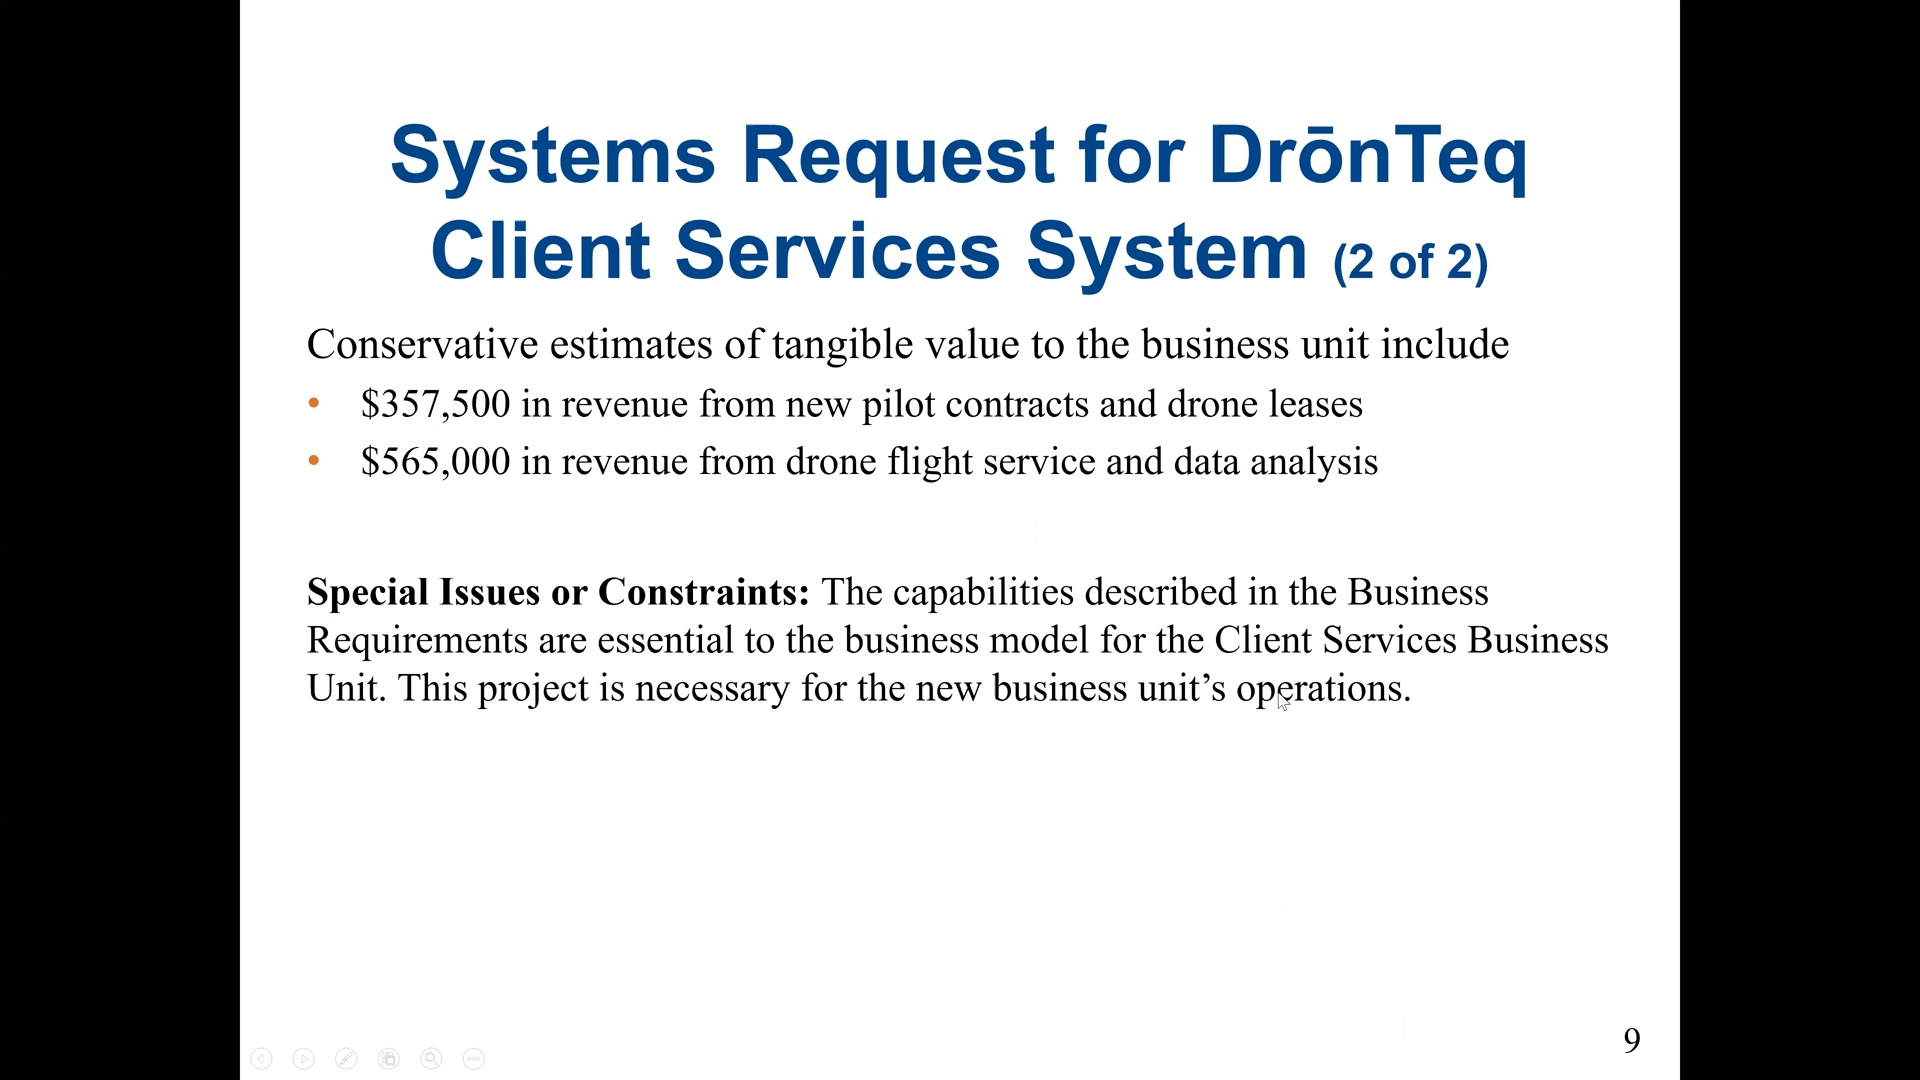 Systems Request for DrōnTeq
Client Services System (2 of 2)
Conservative estimates of tangible value to the business unit include
• $357,500 in revenue from new pilot contracts and drone leases
• $565,000 in revenue from drone flight service and data analysis
Special Issues or Constraints: The capabilities described in the Business
Requirements are essential to the business model for the Client Services Business
Unit. This project is necessary for the new business unit’s operations.
9